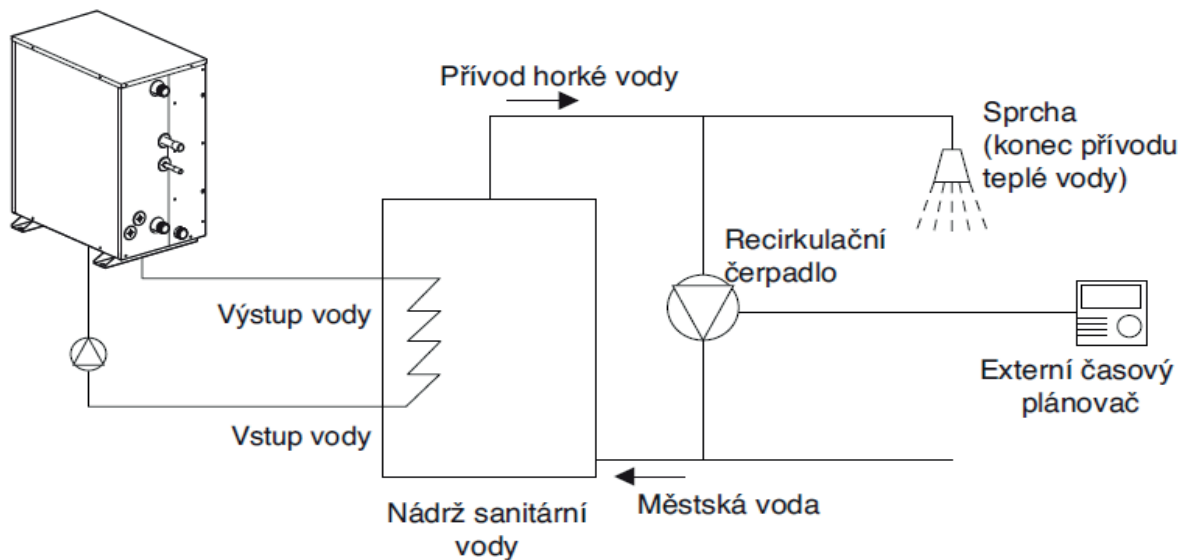 Přívod horké vody
Sprcha
(konec přívodu
teplé vody)
Recirkulační
čerpadlo
Výstup vody
Externí časový
plánovač
Vstup vody
Městská voda
Nádrž sanitární
vody